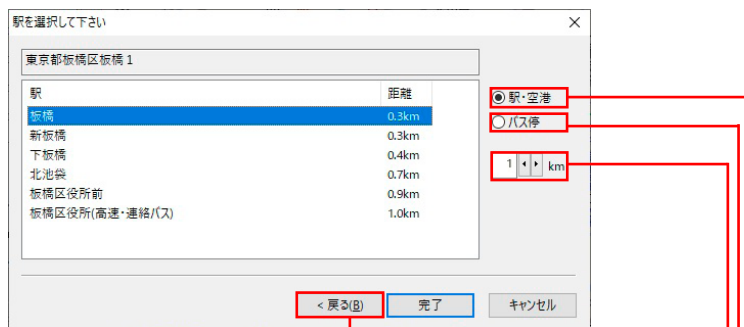 駅を選択して下さい
東京都板橋区板橋 1
駅 距離
板橋 0.3km
新板橋 0.3km
下板橋 0.4km
北池袋 0.7km
板橋区役所前 0.9km
板橋区役所(高速・連絡バス) 1.0km
駅・空港
バス停
1 km
< 戻る(B) 完了 キャンセル